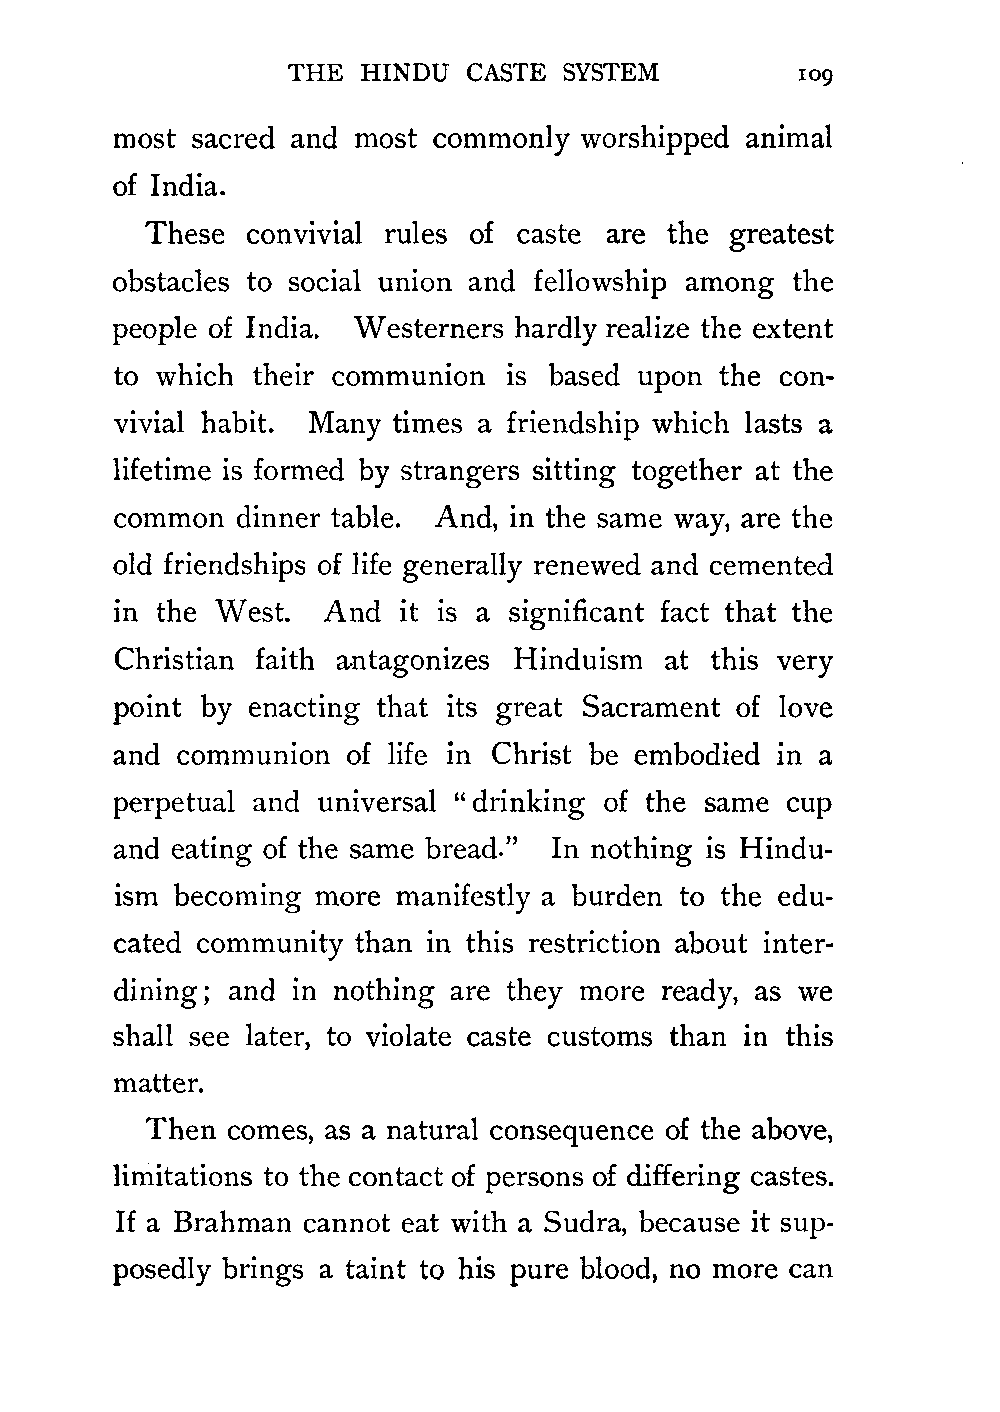 THE HINDU CASTE SYSTEM 109
most sacred and most commonly worshipped animal
of India.
These convivial rules of caste are the greatest
obstacles to social union and fellowship among the
people of India. Westerners hardly realize the extent
to which their communion is based upon the con-
vivial habit. Many times a friendship which lasts a
lifetime is formed by strangers sitting together at the
common dinner table. And, in the same way, are the
old friendships of life generally renewed and cemented
in the West. And it is a significant fact that the
Christian faith antagonizes Hinduism at this very
point by enacting that its great Sacrament of love
and communion of life in Christ be embodied in a
perpetual and universal “drinking of the same cup
and eating of the same bread.” In nothing is Hindu-
ism becoming more manifestly a burden to the edu-
cated community than in this restriction about inter-
dining; and in nothing are they more ready, as we
shall see later, to violate caste customs than in this
matter.
Then comes, as a natural consequence of the above,
limitations to the contact of persons of differing castes.
If a Brahman cannot eat with a Sudra, because it sup-
posedly brings a taint to his pure blood, no more can